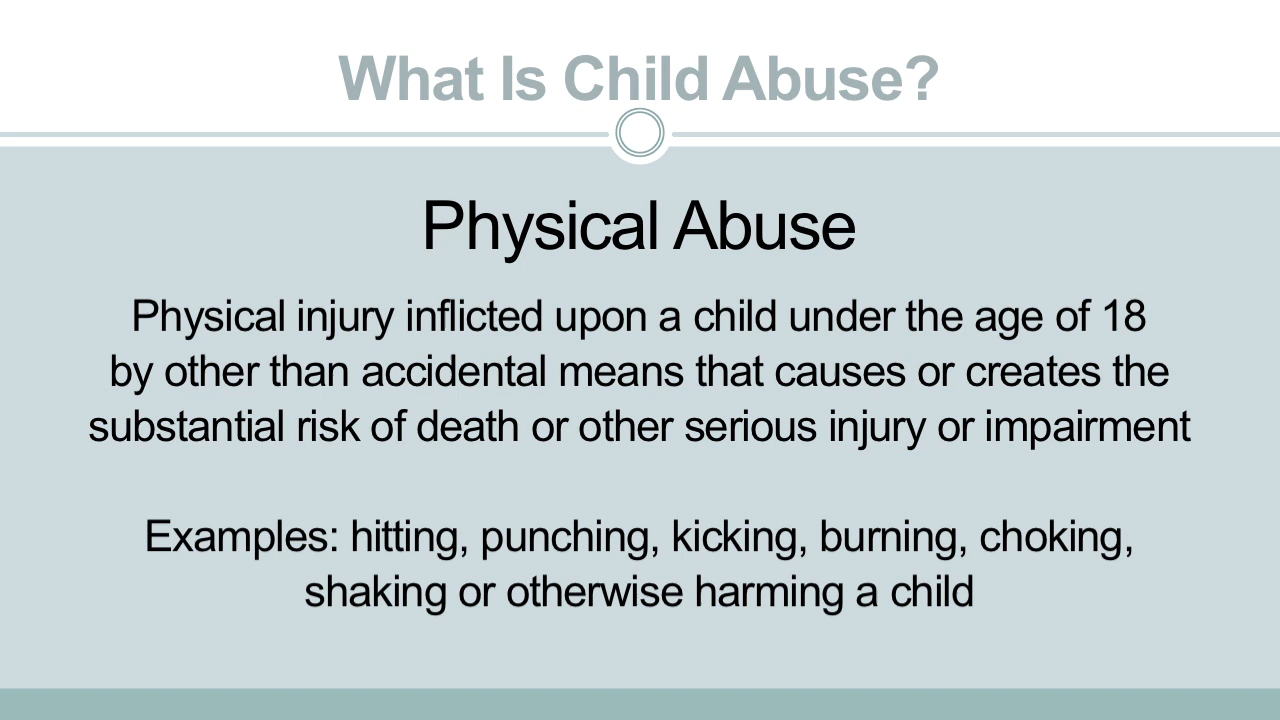 What Is Child Abuse?
Physical Abuse
Physical injury inflicted upon a child under the age of 18
by other than accidental means that causes or creates the
substantial risk of death or other serious injury or impairment
Examples: hitting, punching, kicking, burning, choking,
shaking or otherwise harming a child